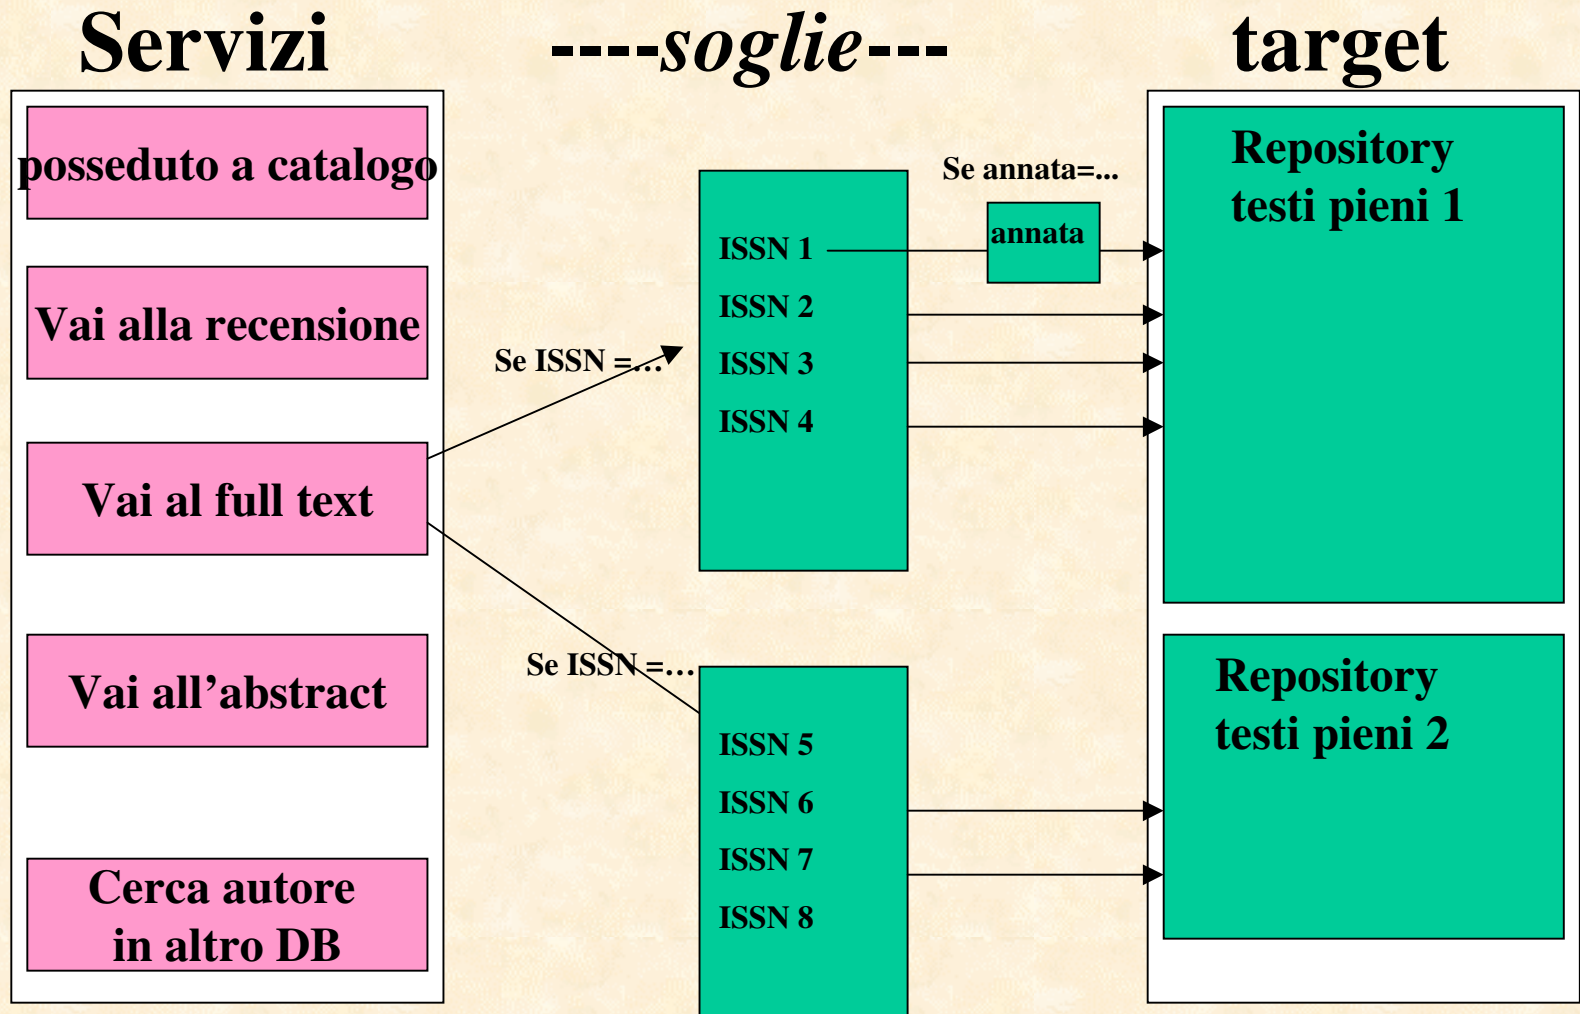 Servizi
----soglie---
target
posseduto a catalogo
Vai alla recensione
Vai al full text
Vai all’abstract
Cerca autore
in altro DB
Se ISSN =...
Se ISSN =...
ISSN 1
ISSN 2
ISSN 3
ISSN 4
Se annata=...
annata
ISSN 5
ISSN 6
ISSN 7
ISSN 8
Repository
testi pieni 1
Repository
testi pieni 2